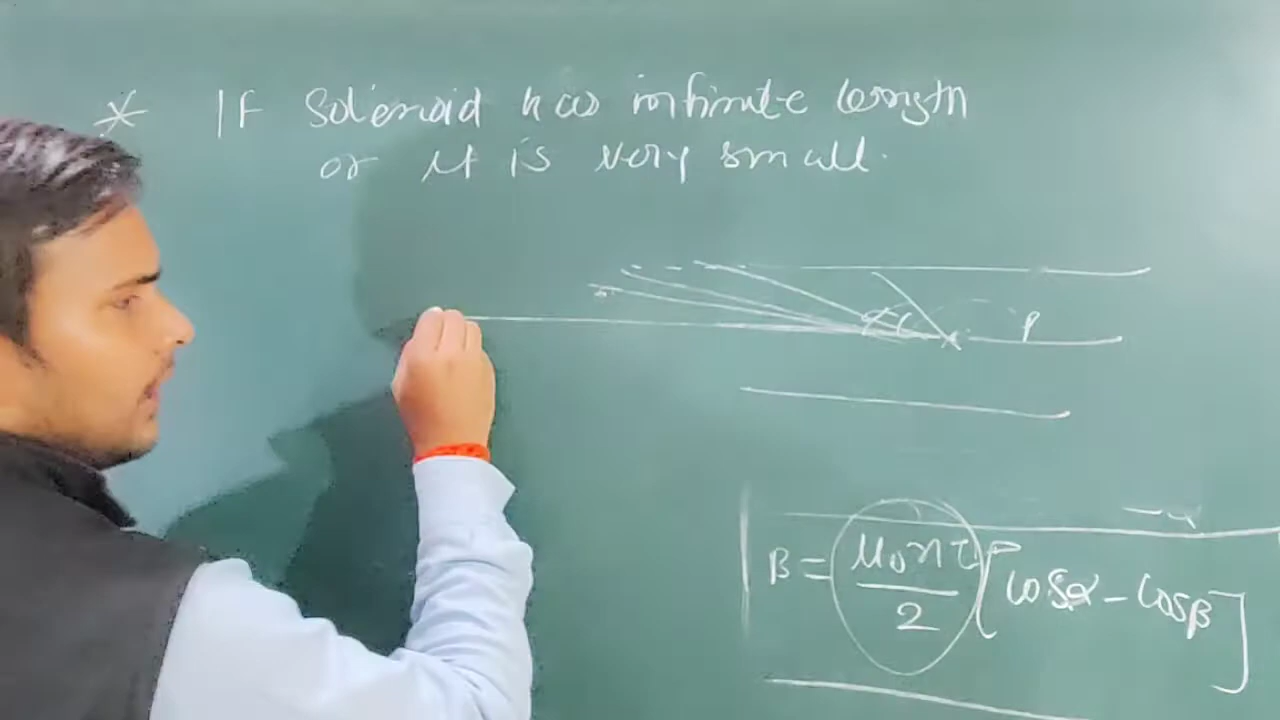 * If Solenoid has infinite length
or it is very small.
α
P
-α
B = μ₀nI/2 [cosα - cosβ]